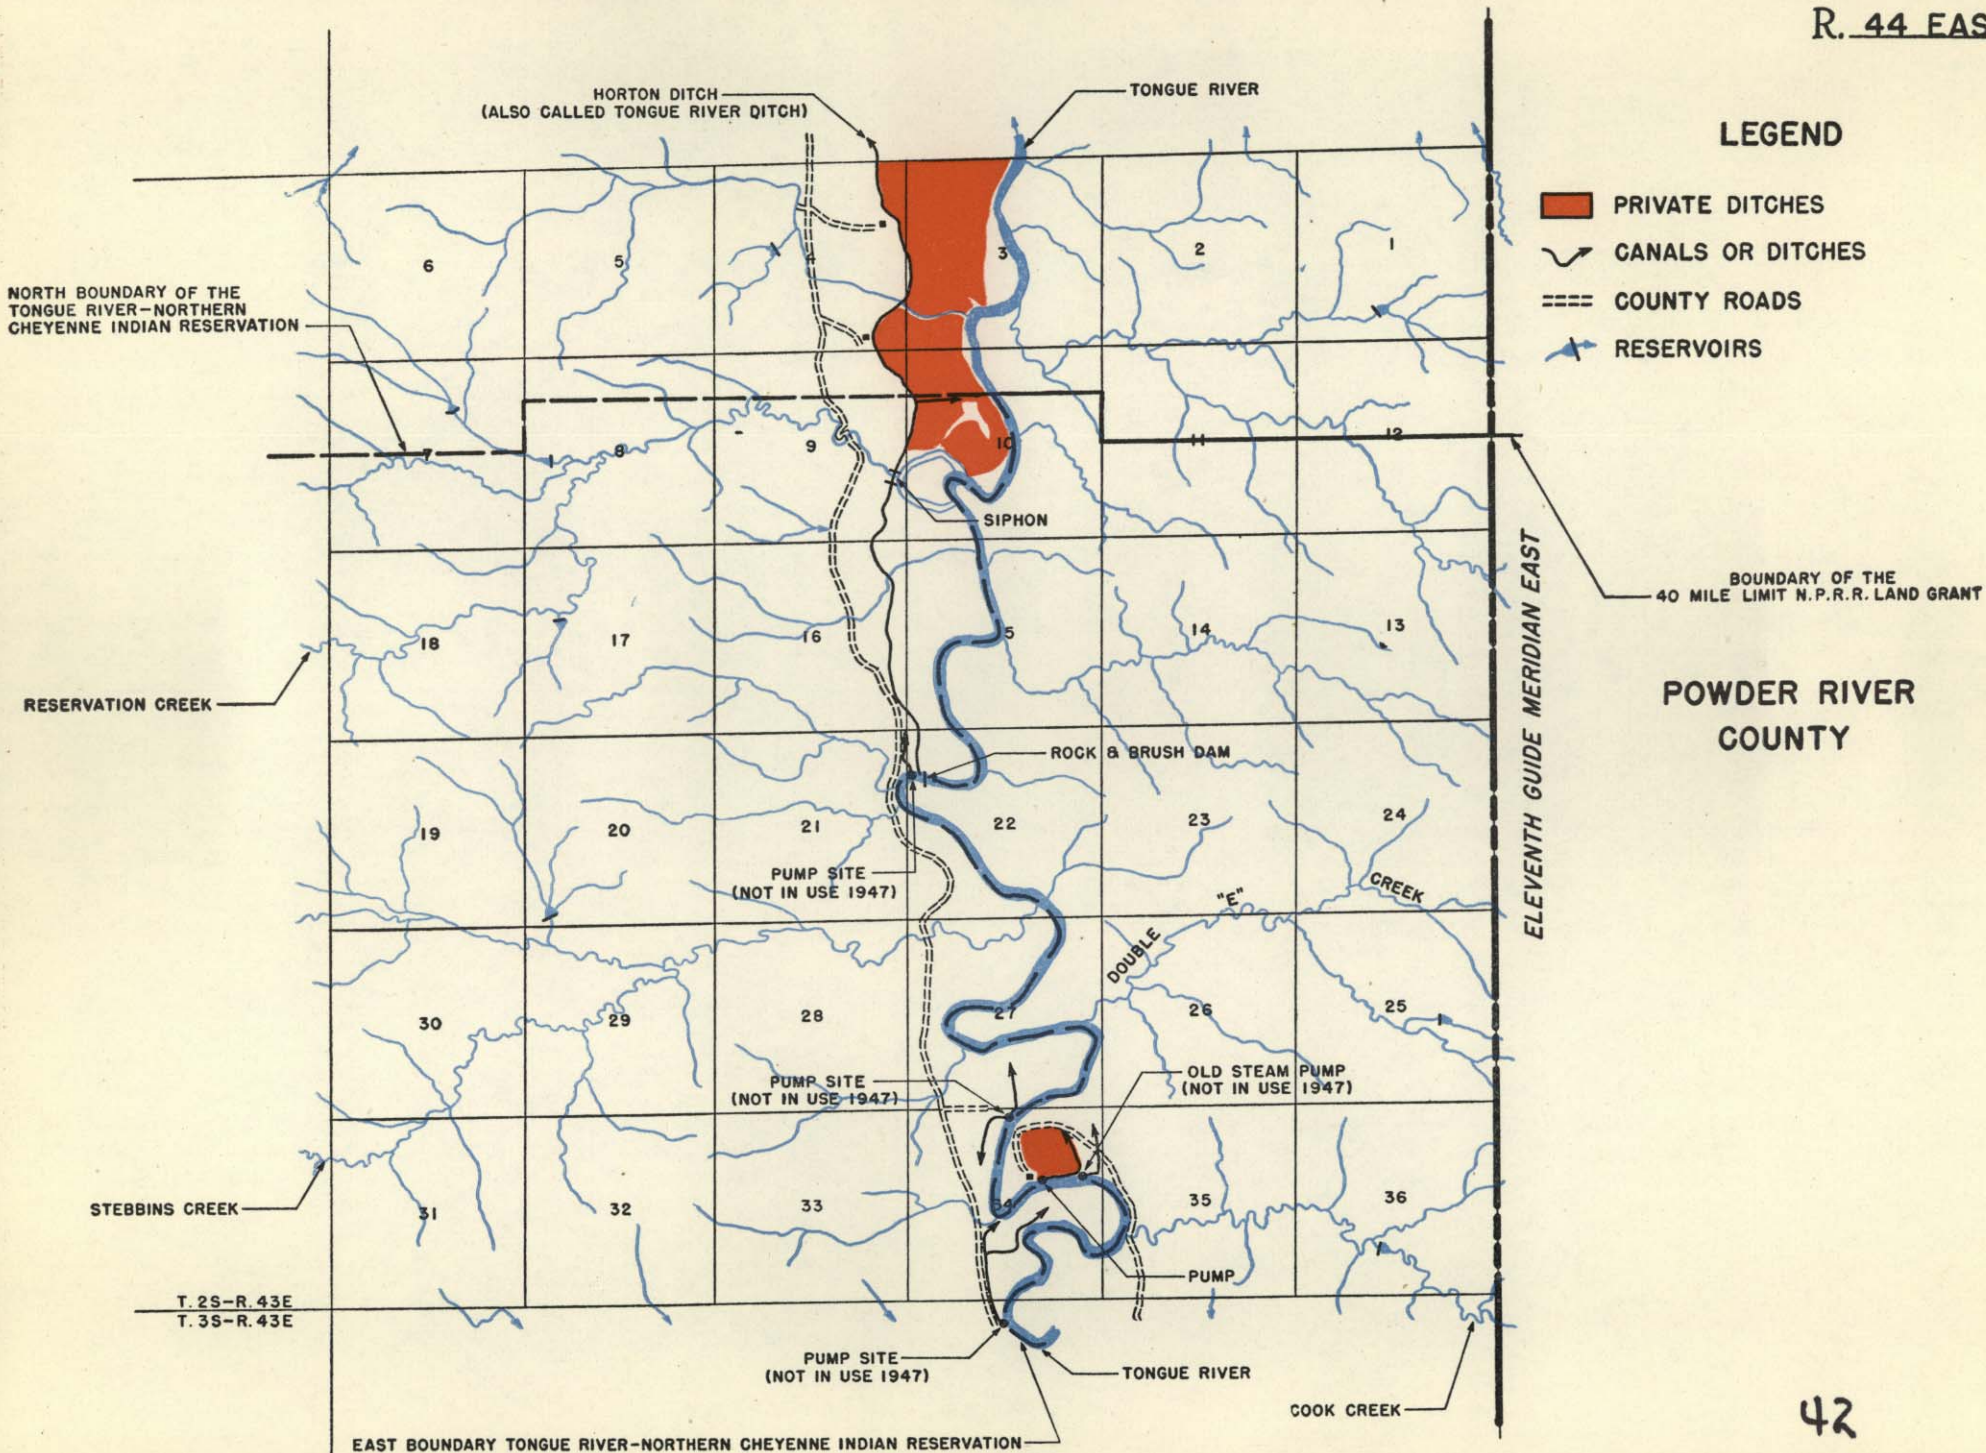 R. 44 EAS
HORTON DITCH
(ALSO CALLED TONGUE RIVER DITCH)
TONGUE RIVER
LEGEND
PRIVATE DITCHES
CANALS OR DITCHES
COUNTY ROADS
RESERVOIRS
6
5
3
2
1
NORTH BOUNDARY OF THE
TONGUE RIVER-NORTHERN
CHEYENNE INDIAN RESERVATION
7
8
9
10
11
12
SIPHON
BOUNDARY OF THE
40 MILE LIMIT N.P.R.R. LAND GRANT
ELEVENTH GUIDE MERIDIAN EAST
18
17
16
5
14
13
RESERVATION CREEK
POWDER RIVER
COUNTY
ROCK & BRUSH DAM
19
20
21
22
23
24
PUMP SITE
(NOT IN USE 1947)
DOUBLE "E" CREEK
30
29
28
27
26
25
PUMP SITE
(NOT IN USE 1947)
OLD STEAM PUMP
(NOT IN USE 1947)
STEBBINS CREEK
31
32
33
34
35
36
PUMP
T. 2S-R. 43E
T. 3S-R. 43E
PUMP SITE
(NOT IN USE 1947)
TONGUE RIVER
COOK CREEK
EAST BOUNDARY TONGUE RIVER-NORTHERN CHEYENNE INDIAN RESERVATION
42